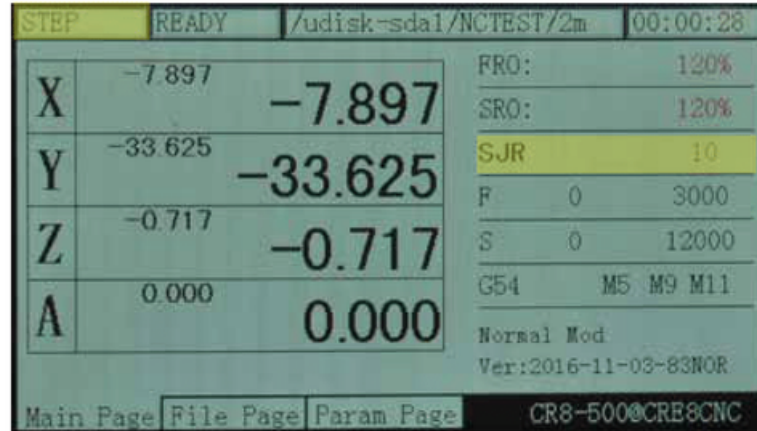 STEP READY /udisk-sda1/NCTEST/2m 00:00:28
X -7.897 -7.897
Y -33.625 -33.625
Z -0.717 -0.717
A 0.000 0.000
FRO: 120%
SRO: 120%
SJR 10
F 0 3000
S 0 12000
G54 M5 M9 M11
Normal Mod
Ver:2016-11-03-83NOR
Main Page File Page Param Page CR8-500@CRE8CNC